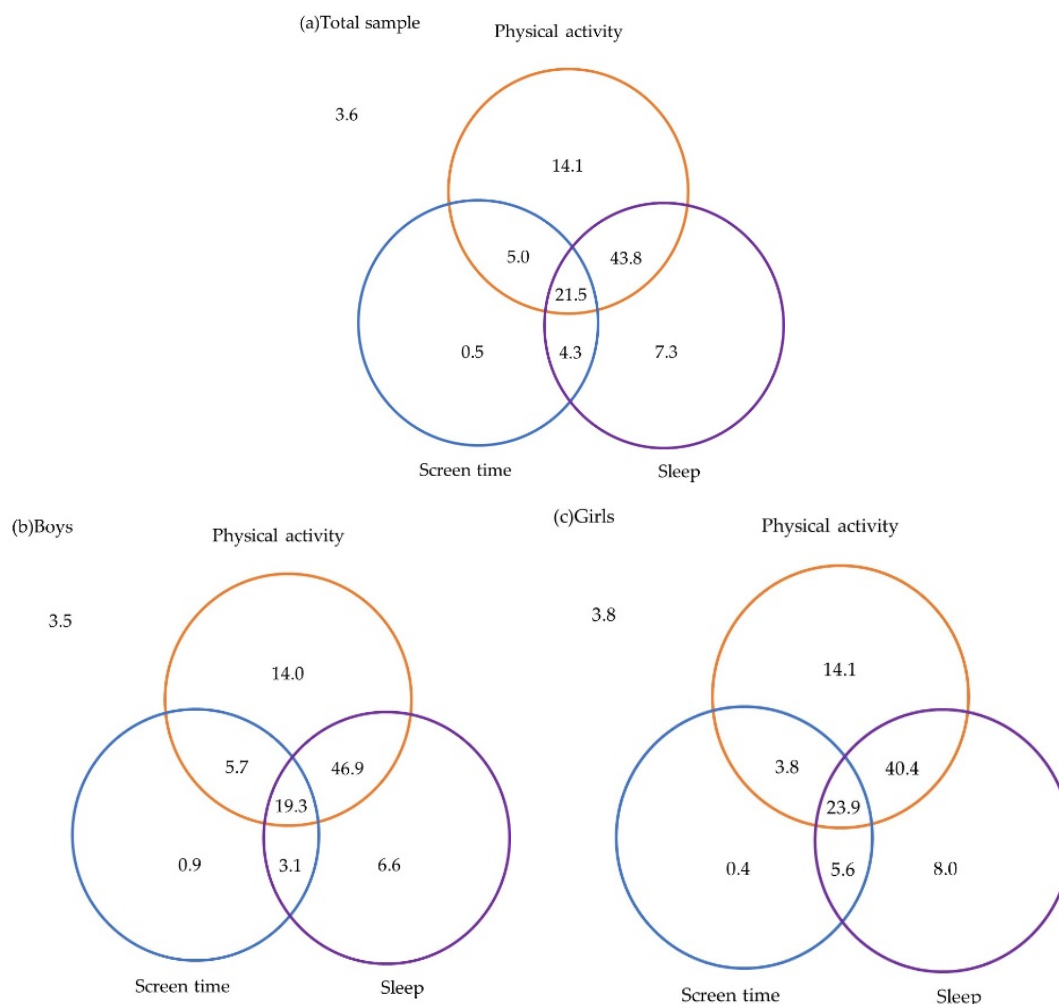 (a)Total sample
Physical activity
3.6
14.1
5.0
43.8
21.5
0.5
4.3
7.3
Screen time
Sleep
(b)Boys
Physical activity
3.5
14.0
5.7
46.9
19.3
0.9
3.1
6.6
Screen time
Sleep
(c)Girls
Physical activity
3.8
14.1
3.8
40.4
23.9
0.4
5.6
8.0
Screen time
Sleep